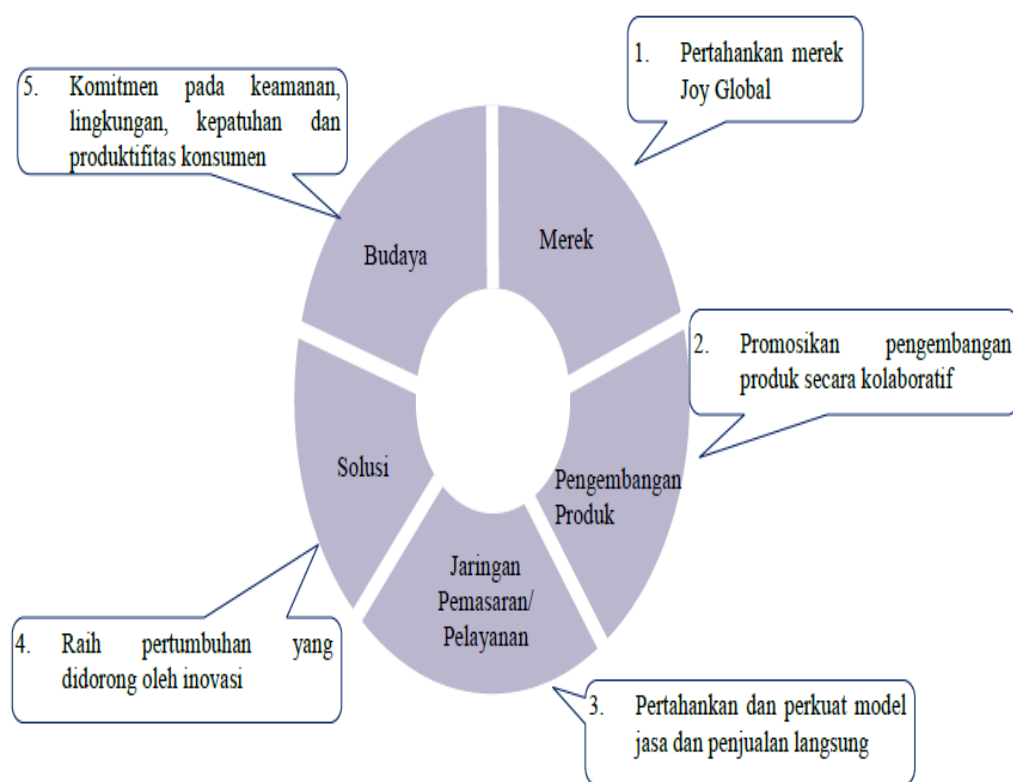 1. Pertahankan merek
Joy Global
5. Komitmen pada keamanan,
lingkungan, kepatuhan dan
produktifitas konsumen
Merek
Budaya
2. Promosikan pengembangan
produk secara kolaboratif
Solusi
Pengembangan
Produk
Jaringan
Pemasaran/
Pelayanan
4. Raih pertumbuhan yang
didorong oleh inovasi
3. Pertahankan dan perkuat model
jasa dan penjualan langsung